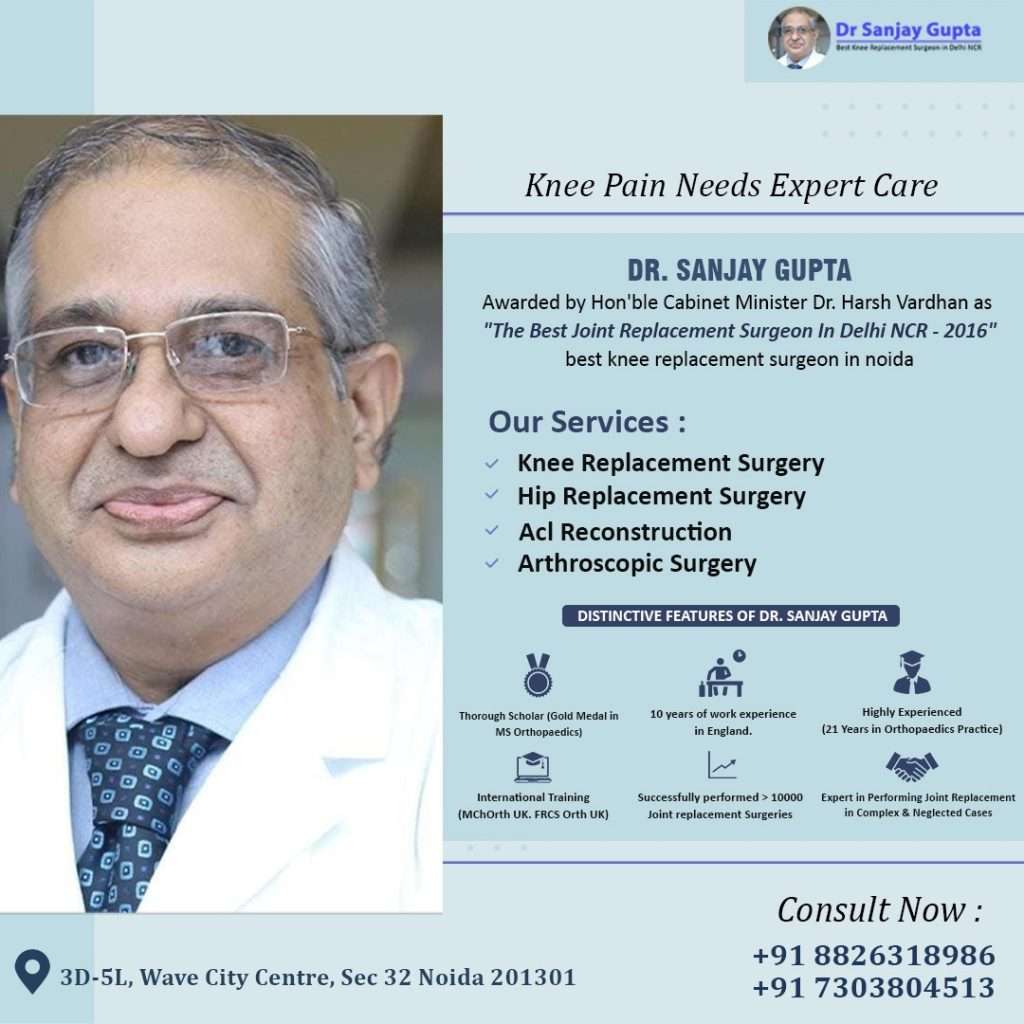 Dr Sanjay Gupta
Best Knee Replacement Surgeon in Delhi NCR
Knee Pain Needs Expert Care
DR. SANJAY GUPTA
Awarded by Hon'ble Cabinet Minister Dr. Harsh Vardhan as
"The Best Joint Replacement Surgeon In Delhi NCR - 2016"
best knee replacement surgeon in noida
Our Services :
Knee Replacement Surgery
Hip Replacement Surgery
Acl Reconstruction
Arthroscopic Surgery
DISTINCTIVE FEATURES OF DR. SANJAY GUPTA
Thorough Scholar (Gold Medal in
MS Orthopaedics)
10 years of work experience
in England.
Highly Experienced
(21 Years in Orthopaedics Practice)
International Training
(MChOrth UK. FRCS Orth UK)
Successfully performed > 10000
Joint replacement Surgeries
Expert in Performing Joint Replacement
in Complex & Neglected Cases
Consult Now :
+91 8826318986
+91 7303804513
3D-5L, Wave City Centre, Sec 32 Noida 201301